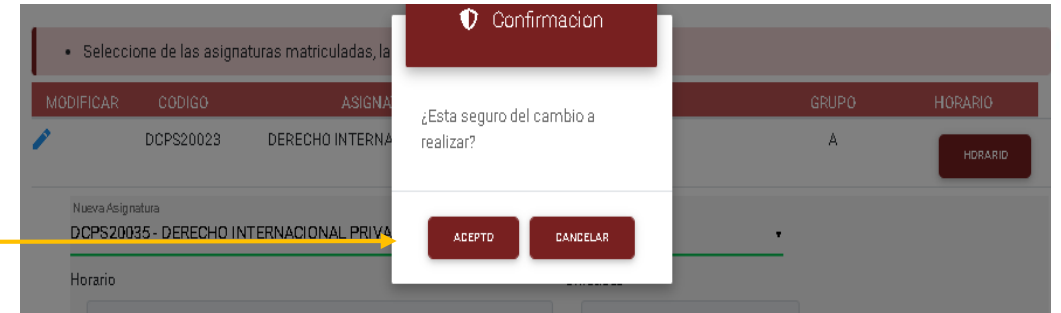 Confirmacion
• Seleccione de las asignaturas matriculadas, la
MODIFICAR CODIGO ASIGNA GRUPO HORARIO
¿Esta seguro del cambio a
realizar?
DCPS20023 DERECHO INTERNA A HORARIO
Nueva Asignatura
DCPS20035 - DERECHO INTERNACIONAL PRIVA
ACEPTO CANCELAR
Horario